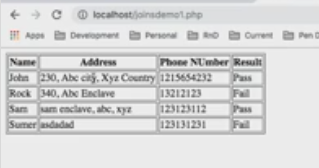 localhost/joinsdemo1.php
Apps Development Personal RnD Current Pen D
Name Address Phone NUmber Result
John 230, Abc city, Xyz Country 1215654232 Pass
Rock 340, Abc Enclave 13212123 Fail
Sam sam enclave, abc, xyz 123123112 Pass
Sumer asdadad 123131231 Fail